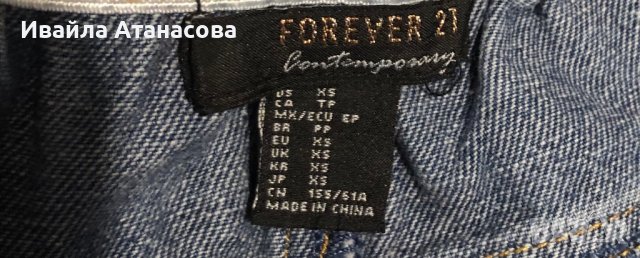 Ивайла Атанасова
FOREVER 21
Contemporary
US XS
CA TP
MX/ECU EP
BR PP
EU XS
UK XS
KR XS
JP XS
CN 155/61A
MADE IN CHINA